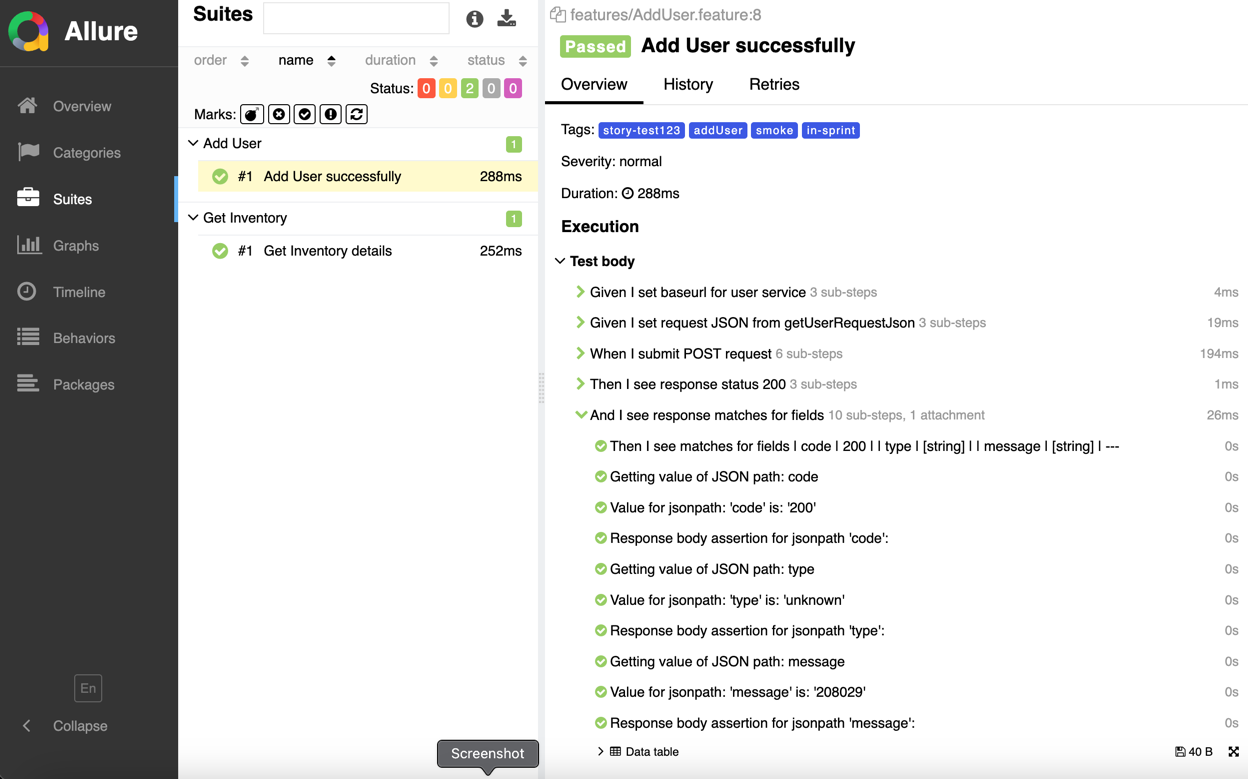 Allure
Overview
Categories
Suites
Graphs
Timeline
Behaviors
Packages
En
Collapse
Suites
order name duration status
Status: 0 0 2 0 0
Marks:
Add User 1
#1 Add User successfully 288ms
Get Inventory 1
#1 Get Inventory details 252ms
Screenshot
features/AddUser.feature:8
Passed Add User successfully
Overview History Retries
Tags: story-test123 addUser smoke in-sprint
Severity: normal
Duration: 288ms
Execution
Test body
Given I set baseurl for user service 3 sub-steps 4ms
Given I set request JSON from getUserRequestJson 3 sub-steps 19ms
When I submit POST request 6 sub-steps 194ms
Then I see response status 200 3 sub-steps 1ms
And I see response matches for fields 10 sub-steps, 1 attachment 26ms
Then I see matches for fields | code | 200 | | type | [string] | | message | [string] | --- 0s
Getting value of JSON path: code 0s
Value for jsonpath: 'code' is: '200' 0s
Response body assertion for jsonpath 'code': 0s
Getting value of JSON path: type 0s
Value for jsonpath: 'type' is: 'unknown' 0s
Response body assertion for jsonpath 'type': 0s
Getting value of JSON path: message 0s
Value for jsonpath: 'message' is: '208029' 0s
Response body assertion for jsonpath 'message': 0s
Data table 40 B